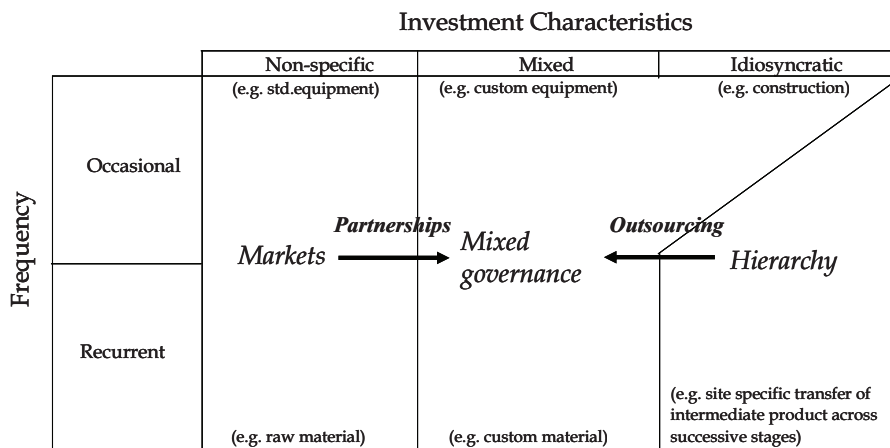 Investment Characteristics
Non-specific
Mixed
Idiosyncratic
(e.g. std.equipment)
(e.g. custom equipment)
(e.g. construction)
Frequency
Occasional
Partnerships
Outsourcing
Markets
Mixed
governance
Hierarchy
Recurrent
(e.g. raw material)
(e.g. custom material)
(e.g. site specific transfer of
intermediate product across
successive stages)